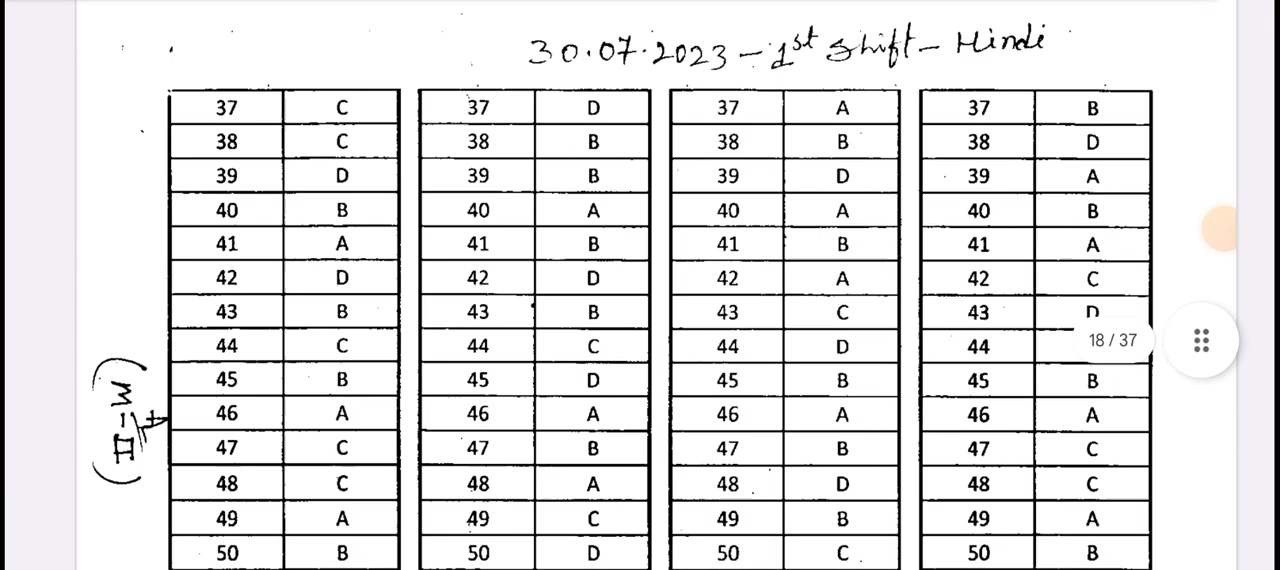 30.07.2023 - 1st Shift - Hindi
37 C 37 D 37 A 37 B
38 C 38 B 38 B 38 D
39 D 39 B 39 D 39 A
40 B 40 A 40 A 40 B
41 A 41 B 41 B 41 A
42 D 42 D 42 A 42 C
43 B 43 B 43 C 43 D
44 C 44 C 44 D 44
18 / 37
45 B 45 D 45 B 45 B
46 A 46 A 46 A 46 A
47 C 47 B 47 B 47 C
48 C 48 A 48 D 48 C
49 A 49 C 49 B 49 A
50 B 50 D 50 C 50 B
(M-II)